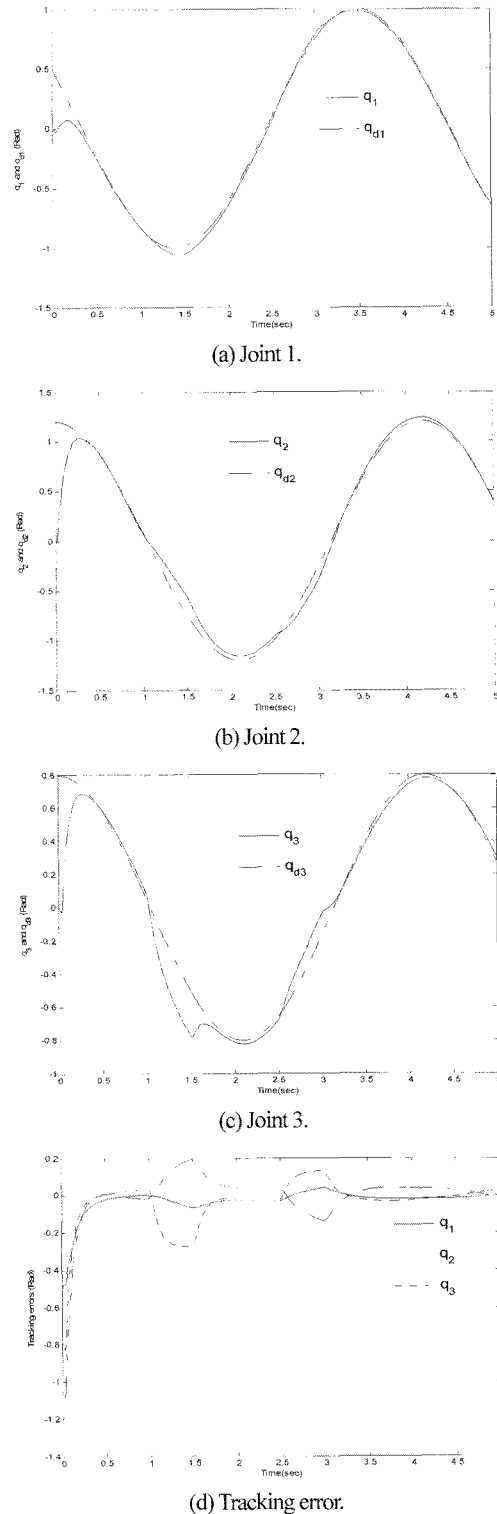 1
0.5
0
-0.5
-1
-1.5
q1 and qd1 (Rad)
q1
qd1
0 0.5 1 1.5 2 2.5 3 3.5 4 4.5 5
Time(sec)
(a) Joint 1.
1.5
1
0.5
0
-0.5
-1
-1.5
q2 and qd2 (Rad)
q2
qd2
0 0.5 1 1.5 2 2.5 3 3.5 4 4.5 5
Time(sec)
(b) Joint 2.
0.8
0.6
0.4
0.2
0
-0.2
-0.4
-0.6
-0.8
-1
q3 and qd3 (Rad)
q3
qd3
0 0.5 1 1.5 2 2.5 3 3.5 4 4.5 5
Time(sec)
(c) Joint 3.
0.2
0
-0.2
-0.4
-0.6
-0.8
-1
-1.2
-1.4
Tracking errors (Rad)
q1
q2
q3
0 0.5 1 1.5 2 2.5 3 3.5 4 4.5 5
Time(sec)
(d) Tracking error.